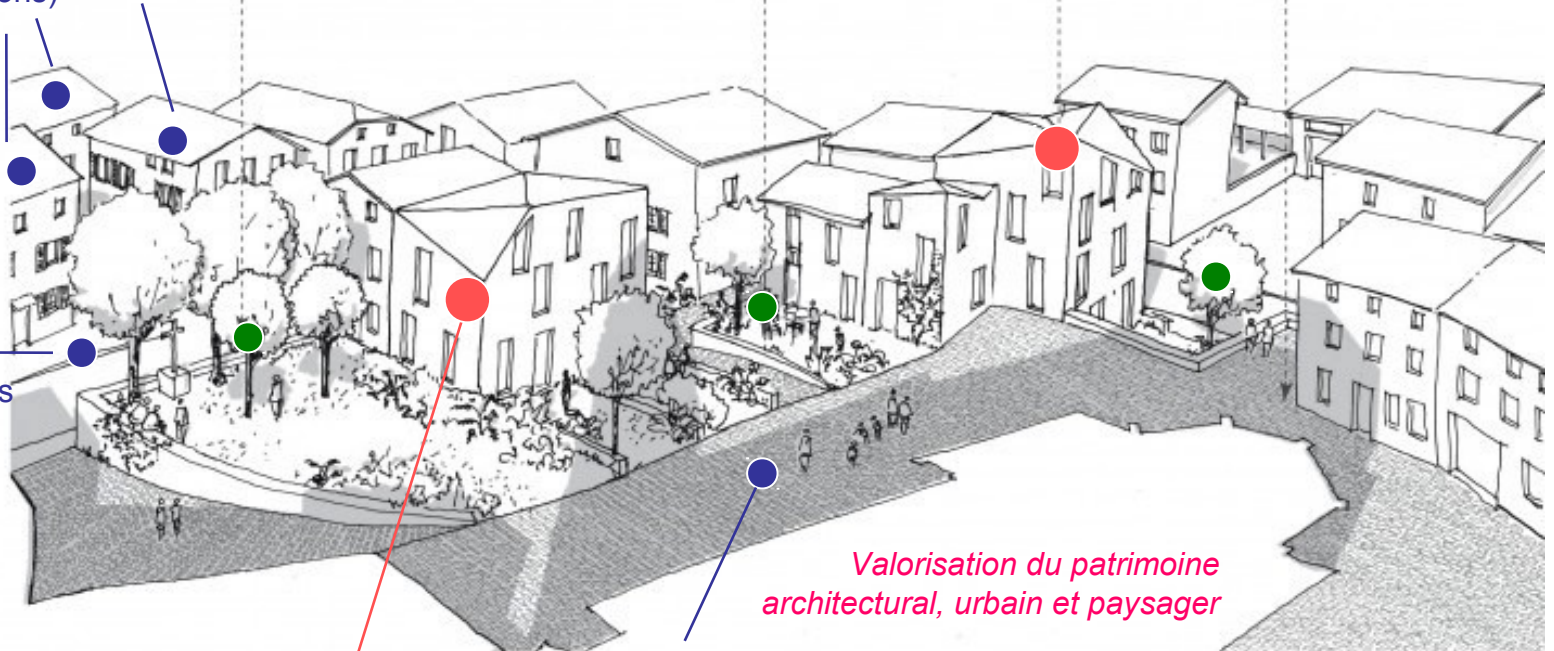 s
Valorisation du patrimoine
architectural, urbain et paysager